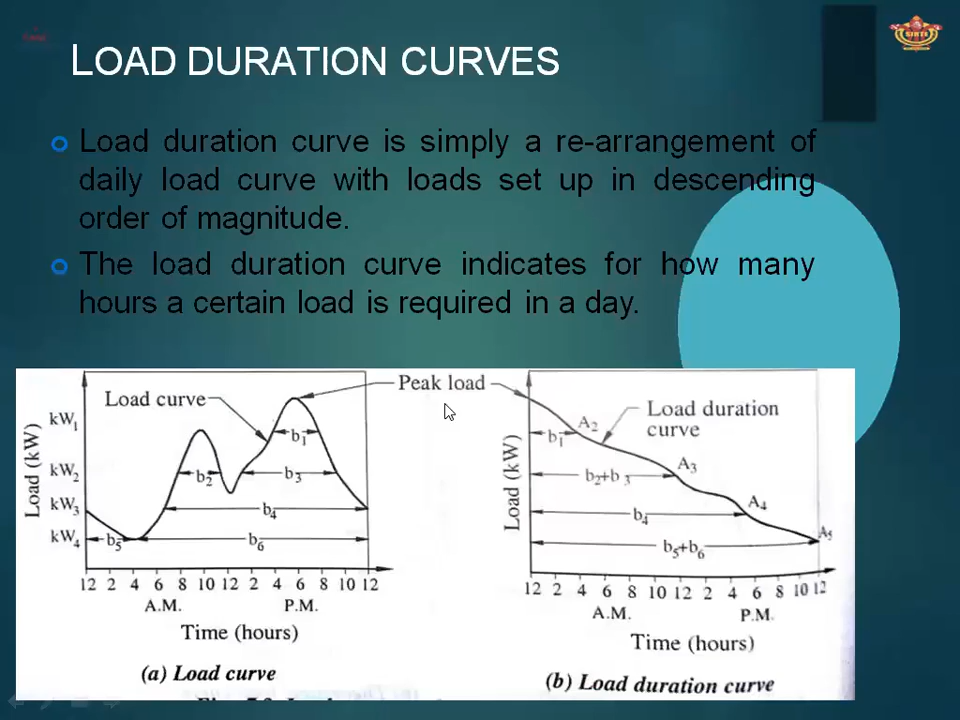 LOAD DURATION CURVES
Load duration curve is simply a re-arrangement of
daily load curve with loads set up in descending
order of magnitude.
The load duration curve indicates for how many
hours a certain load is required in a day.
Load curve
Peak load
Load (kW)
kW1
kW2
kW3
kW4
b1
b2
b3
b4
b5
b6
12 2 4 6 8 10 12 2 4 6 8 10 12
A.M. P.M.
Time (hours)
(a) Load curve
Load duration
curve
Load (kW)
A2
A3
A4
A5
b1
b2+b3
b4
b5+b6
12 2 4 6 8 10 12 2 4 6 8 10 12
A.M. P.M.
Time (hours)
(b) Load duration curve